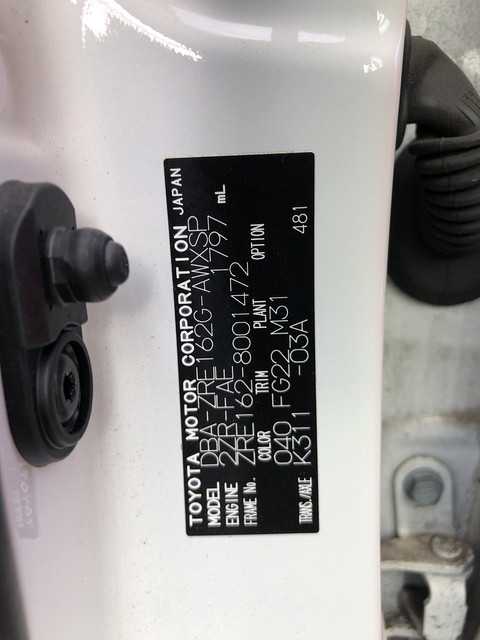 TOYOTA MOTOR CORPORATION JAPAN
MODEL DBA-ZRE162G-AWXSP
ENGINE 2ZR-FAE 1797 mL
FRAME No. ZRE162-8001472
COLOR TRIM PLANT OPTION
040 FG22 M31 481
TRANS./AXLE K311 -03A